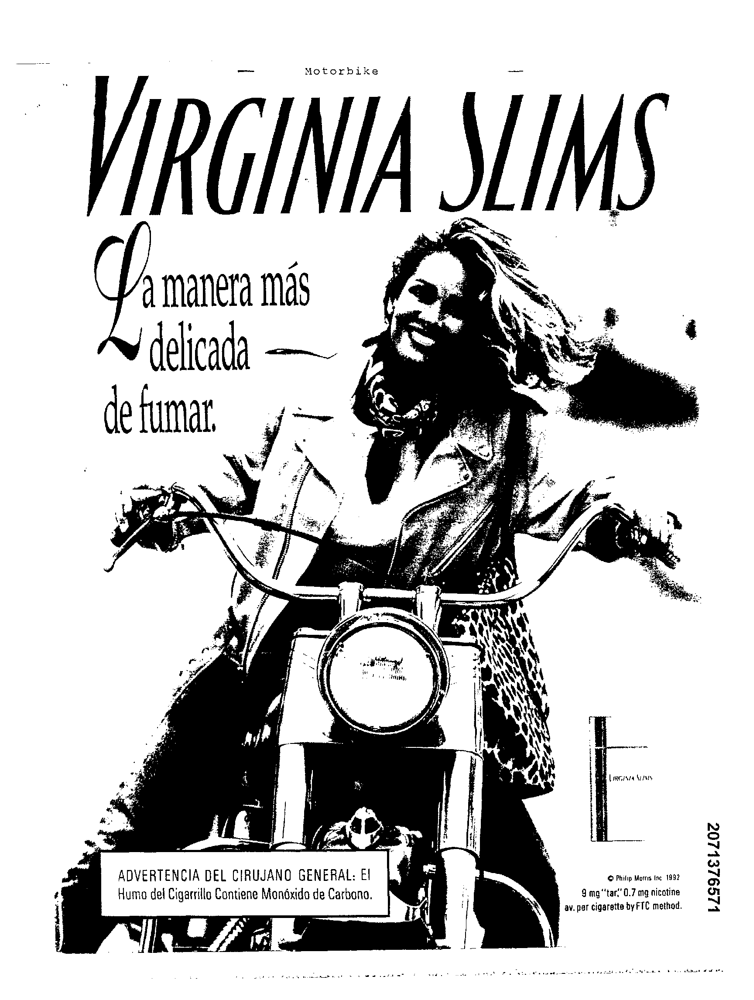 Motorbike
VIRGINIA SLIMS
La manera más
delicada
de fumar.
VIRGINIA SLIMS
ADVERTENCIA DEL CIRUJANO GENERAL: El
Humo del Cigarrillo Contiene Monóxido de Carbono.
© Philip Morris Inc 1992
9 mg "tar," 0.7 mg nicotine
av. per cigarette by FTC method.
2071376571